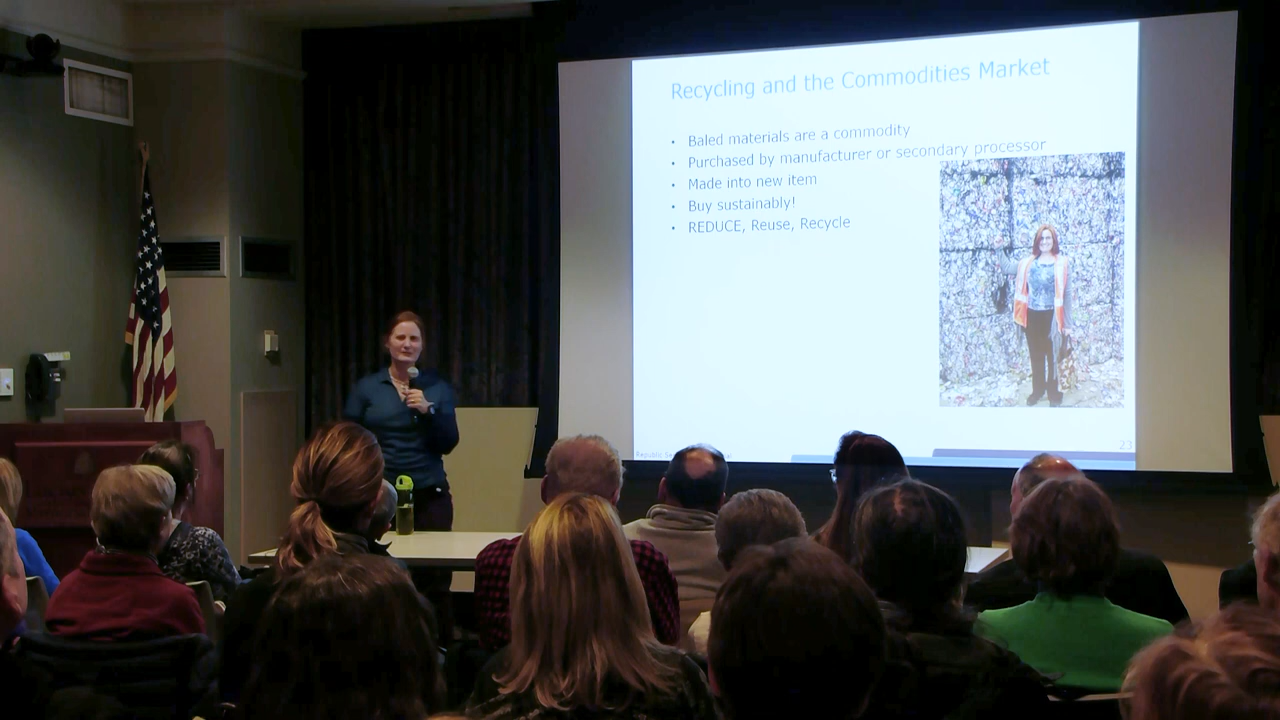 Recycling and the Commodities Market
• Baled materials are a commodity
• Purchased by manufacturer or secondary processor
• Made into new item
• Buy sustainably!
• REDUCE, Reuse, Recycle
Republic
23